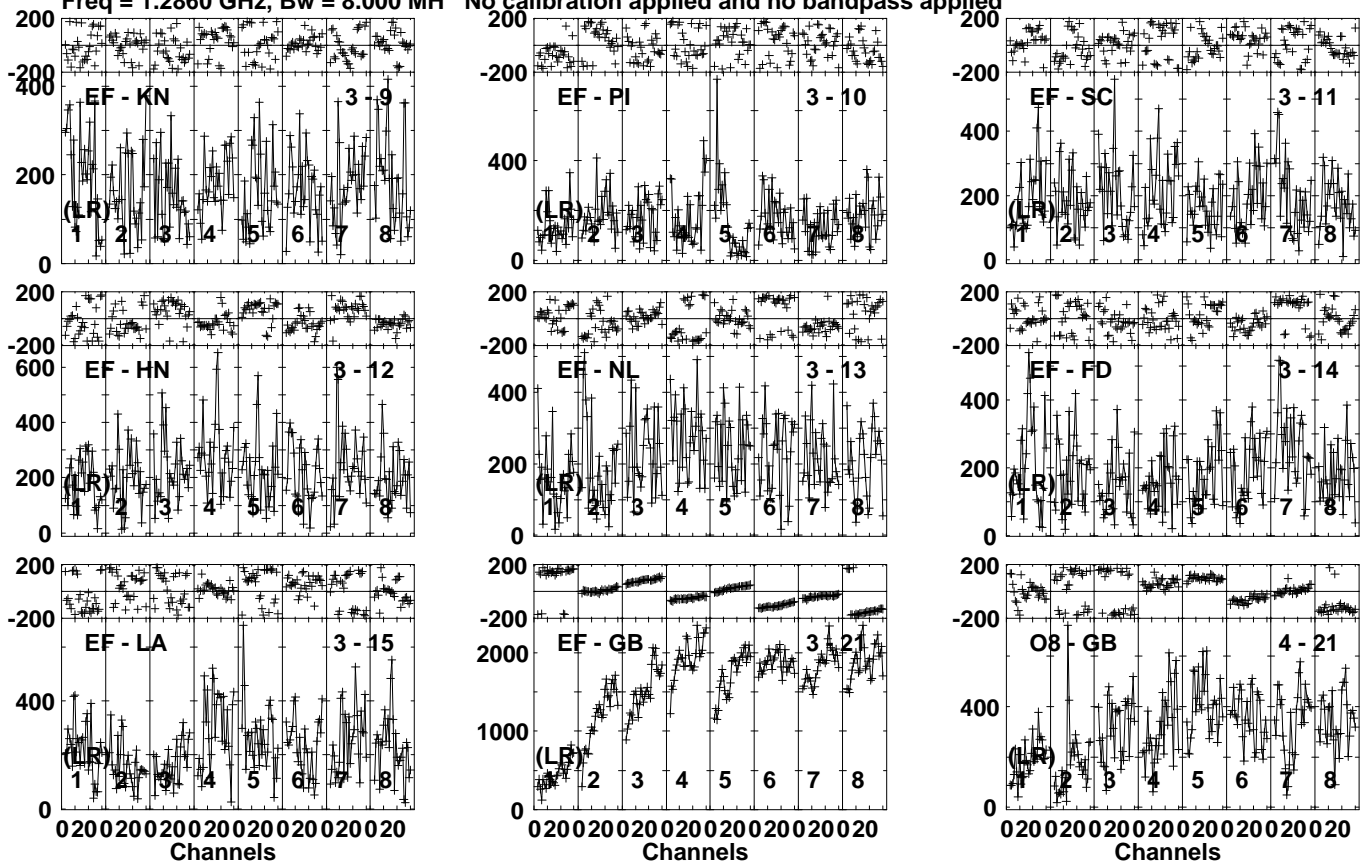 Freq = 1.2860 GHz, Bw = 8.000 MH No calibration applied and no bandpass applied
200
-200
EF - KN 3 - 9
400
200
0
(LR)
1 2 3 4 5 6 7 8
EF - PI 3 - 10
200
-200
400
0
(LR)
1 2 3 4 5 6 7 8
EF - SC 3 - 11
200
-200
400
200
0
(LR)
1 2 3 4 5 6 7 8
EF - HN 3 - 12
200
-200
600
400
200
0
(LR)
1 2 3 4 5 6 7 8
EF - NL 3 - 13
200
-200
400
200
0
(LR)
1 2 3 4 5 6 7 8
EF - FD 3 - 14
200
-200
400
200
0
(LR)
1 2 3 4 5 6 7 8
EF - LA 3 - 15
200
-200
400
200
0
(LR)
1 2 3 4 5 6 7 8
0 20 0 20 0 20 0 20 0 20 0 20 0 20 0 20
Channels
EF - GB 3 - 21
200
-200
2000
1000
0
(LR)
1 2 3 4 5 6 7 8
0 20 0 20 0 20 0 20 0 20 0 20 0 20 0 20
Channels
O8 - GB 4 - 21
200
-200
400
0
(LR)
1 2 3 4 5 6 7 8
0 20 0 20 0 20 0 20 0 20 0 20 0 20 0 20
Channels